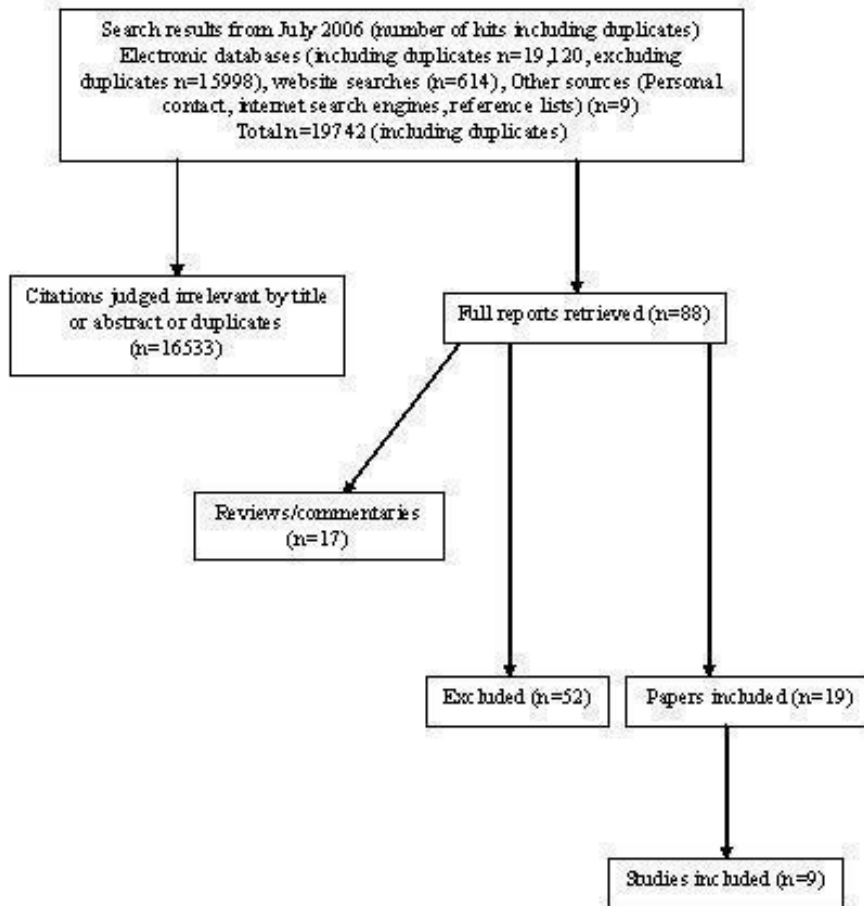 Search results from July 2006 (number of hits including duplicates)
Electronic databases (including duplicates n=19,120, excluding
duplicates n=15998), website searches (n=614), Other sources (Personal
contact, internet search engines, reference lists) (n=9)
Total n=19742 (including duplicates)
Citations judged irrelevant by title
or abstract or duplicates
(n=16533)
Full reports retrieved (n=88)
Reviews/commentaries
(n=17)
Excluded (n=52)
Papers included (n=19)
Studies included (n=9)